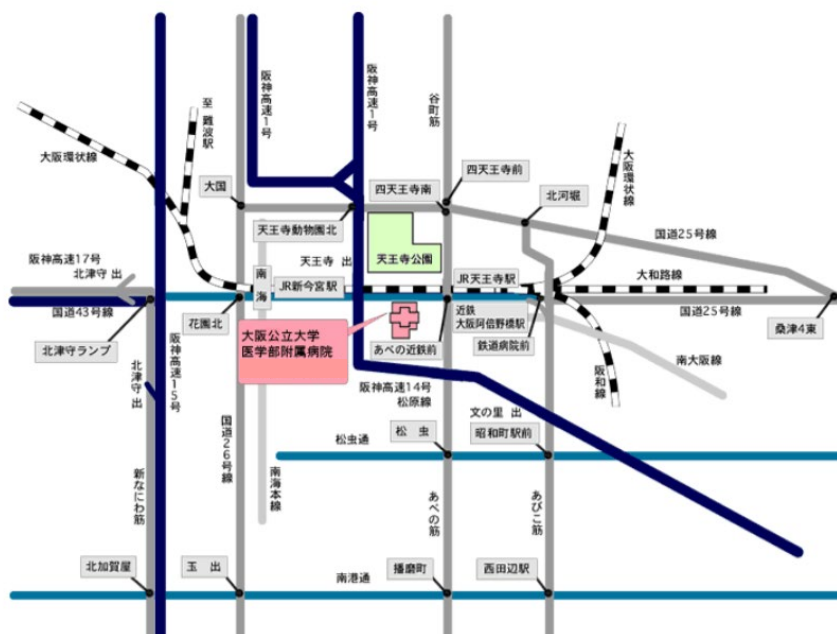 阪神高速1号
阪神高速1号
谷町筋
至 難波駅
大阪環状線
大阪環状線
四天王寺前
大国
四天王寺南
北河堀
天王寺動物園北
国道25号線
阪神高速17号
天王寺 出
天王寺公園
北津守 出
南海
JR新今宮駅
JR天王寺駅
大和路線
国道43号線
花園北
近鉄
大阪阿倍野橋駅
国道25号線
大阪公立大学
医学部附属病院
あべの近鉄前
鉄道病院前
桑津4東
北津守ランプ
阪神高速15号
北津守 出
阪神高速14号
松原線
南大阪線
阪和線
文の里 出
国道26号線
松虫通
松 虫
昭和町駅前
新なにわ筋
南海本線
あべの筋
あびこ筋
北加賀屋
玉 出
南港通
播磨町
西田辺駅